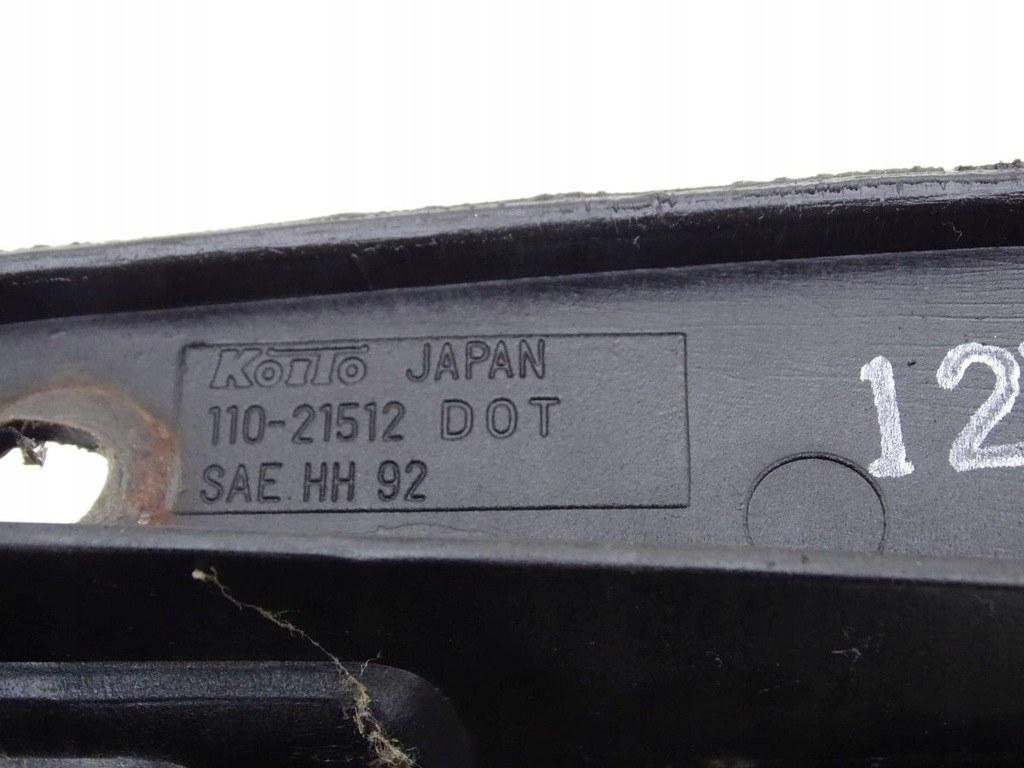 KOITO JAPAN
110-21512 DOT
SAE HH 92
12